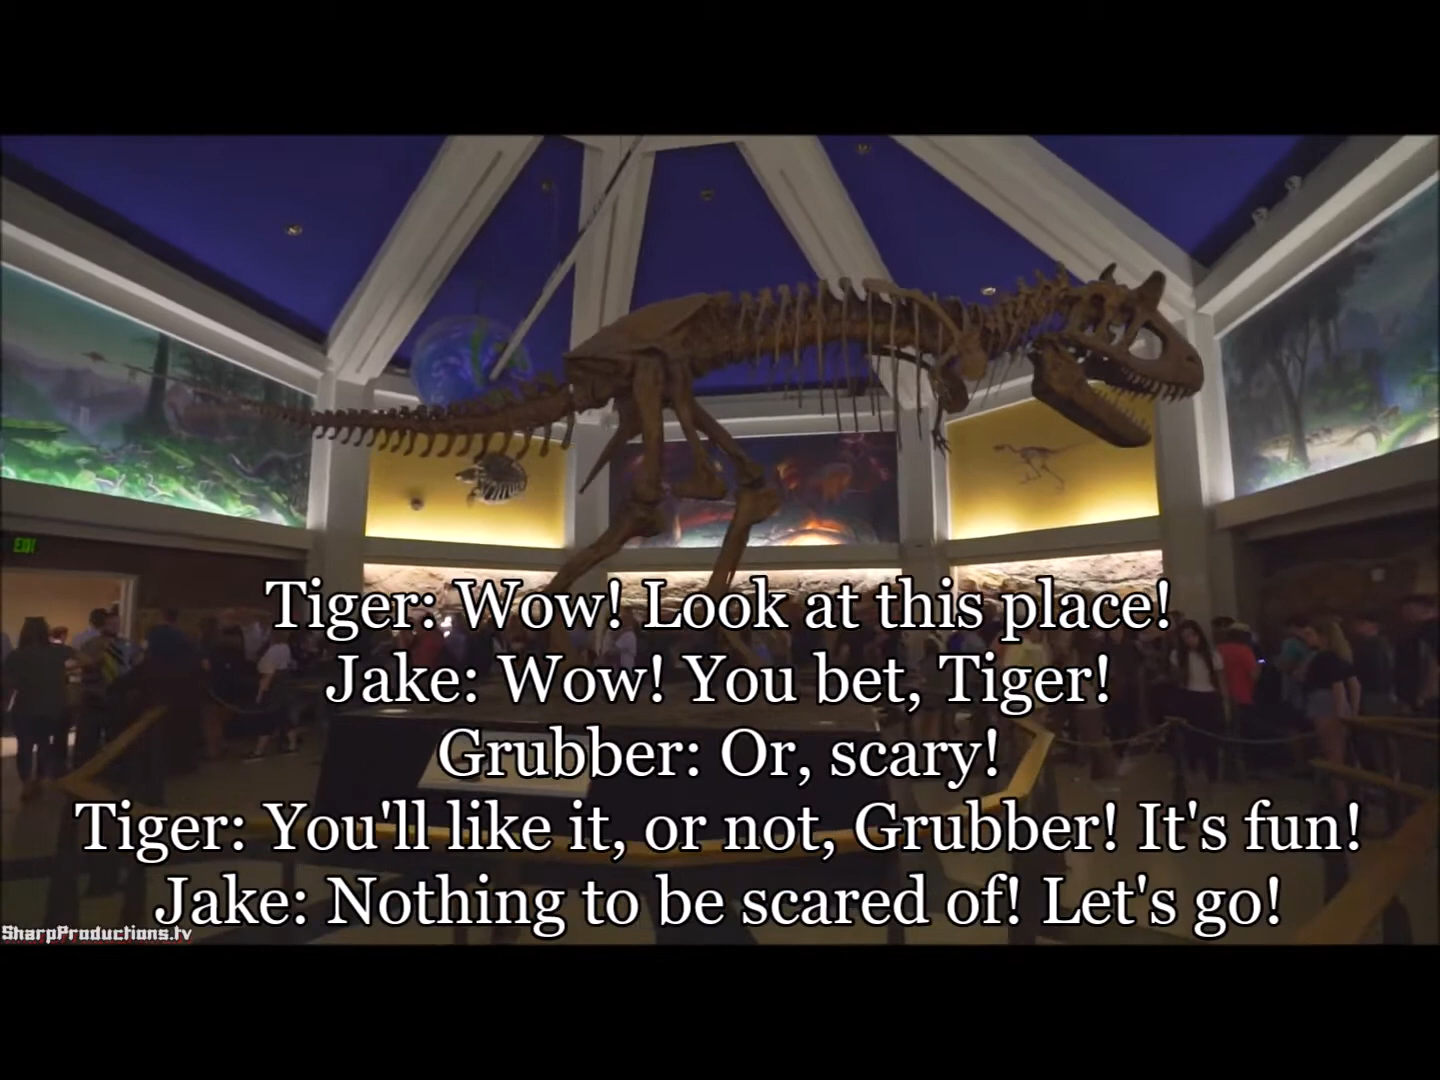 EXIT
Tiger: Wow! Look at this place!
Jake: Wow! You bet, Tiger!
Grubber: Or, scary!
Tiger: You'll like it, or not, Grubber! It's fun!
Jake: Nothing to be scared of! Let's go!
SharpProductions.tv